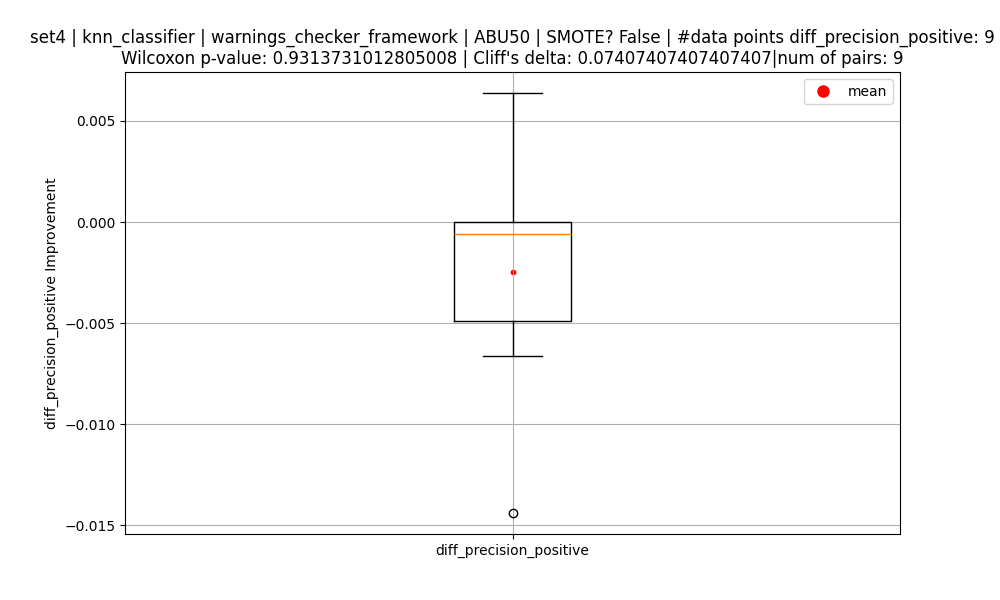 set4 | knn_classifier | warnings_checker_framework | ABU50 | SMOTE? False | #data points diff_precision_positive: 9
Wilcoxon p-value: 0.9313731012805008 | Cliff's delta: 0.07407407407407407|num of pairs: 9
mean
0.005
0.000
−0.005
−0.010
−0.015
diff_precision_positive Improvement
diff_precision_positive